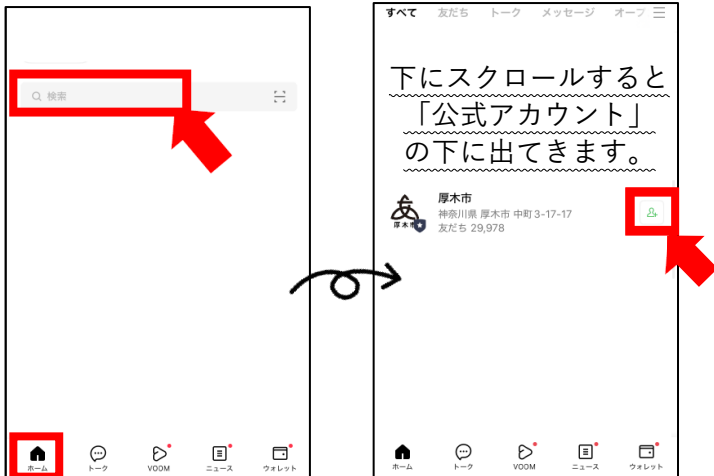 検索
ホーム
トーク
VOOM
ニュース
ウォレット
すべて 友だち トーク メッセージ オープ
下にスクロールすると
「公式アカウント」
の下に出てきます。
厚木市
厚木市
神奈川県 厚木市 中町3-17-17
友だち 29,978
ホーム
トーク
VOOM
ニュース
ウォレット